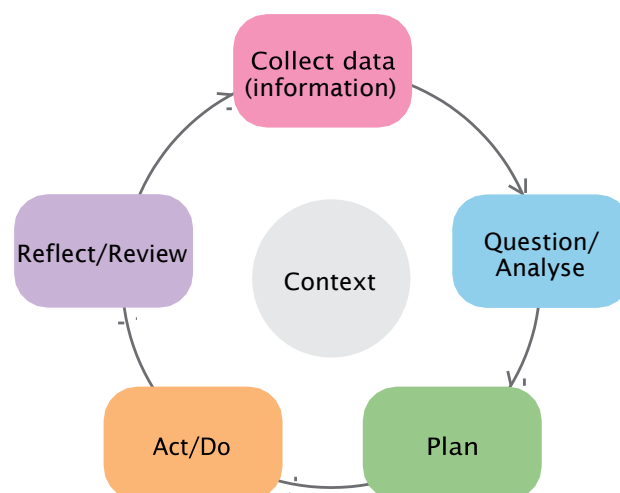 Collect data
(information)
Question/
Analyse
Plan
Act/Do
Reflect/Review
Context